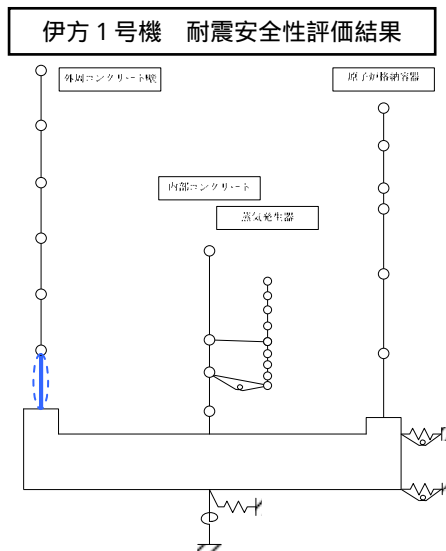 伊方１号機　耐震安全性評価結果
外周コンクリート壁
原子炉格納容器
内部コンクリート
蒸気発生器